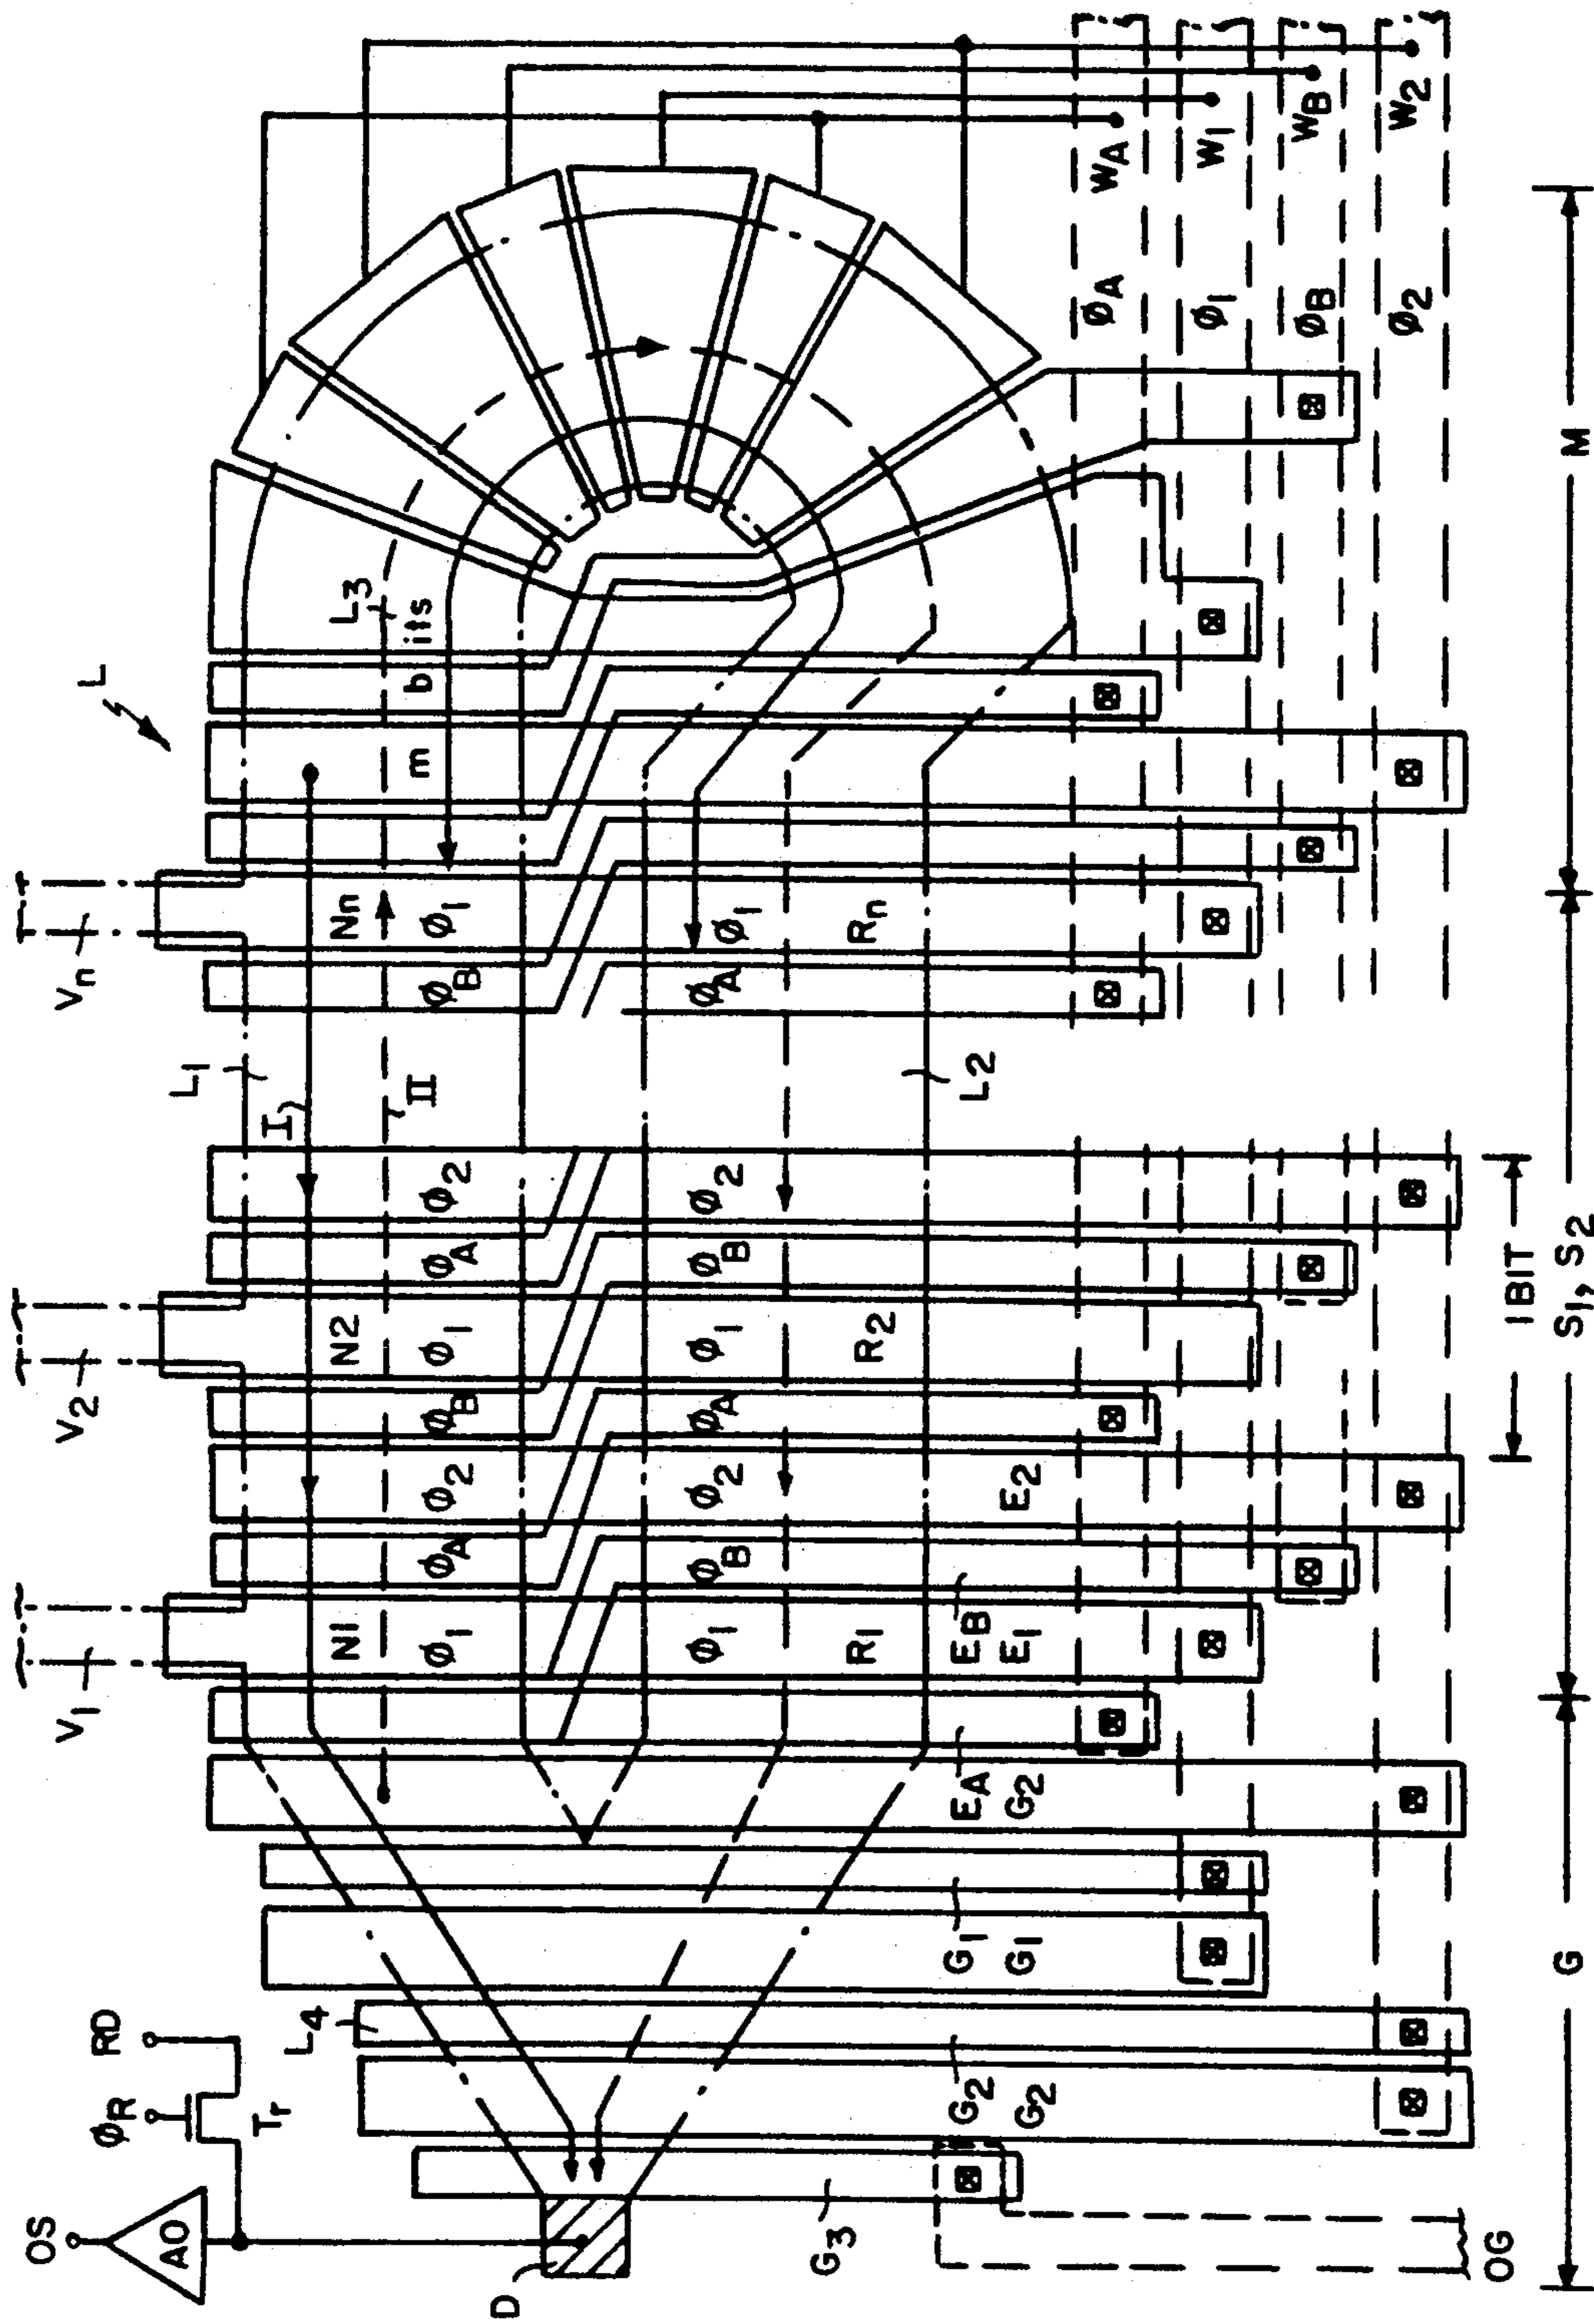 OS
AO
ØR
RD
Tr
D
L4
V1
V2
Vn
L
L1
I
II
L3
N1
N2
Nn
m bits
Ø1
ØA
Ø2
ØB
Ø1
ØA
Ø2
ØB
Ø1
Ø1
ØB
Ø2
ØA
Ø1
ØB
Ø2
ØA
Ø1
R1
R2
Rn
L2
G3
G2
G2
G1
G1
EA
G2
EB
E1
E2
ØA
WA
Ø1
W1
ØB
WB
Ø2
W2
OG
1 BIT
G
S1, S2
M